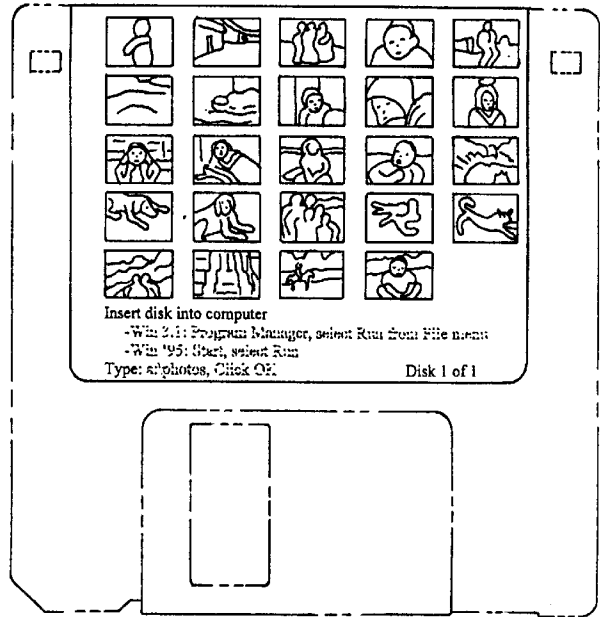 Insert disk into computer
-Win 3.1: Program Manager, select Run from File menu
-Win '95: Start, select Run
Type: a:\photos, Click OK Disk 1 of 1